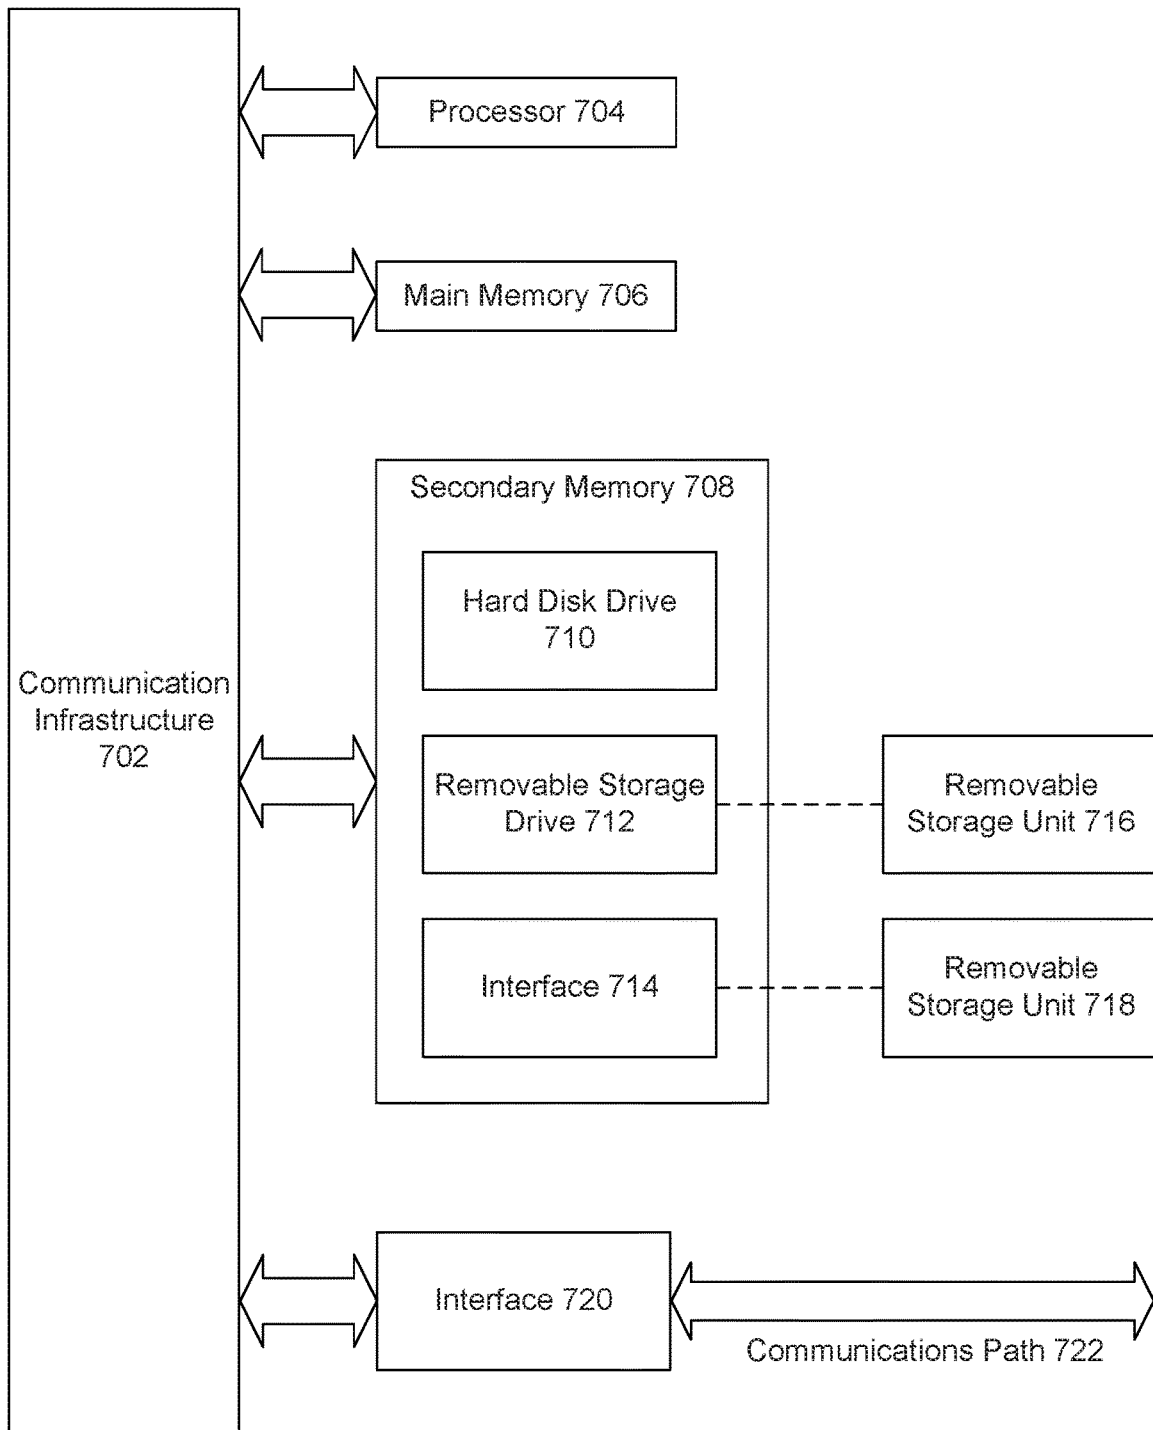 Processor 704
Main Memory 706
Secondary Memory 708
Hard Disk Drive
710
Communication
Infrastructure
702
Removable Storage
Drive 712
Removable
Storage Unit 716
Interface 714
Removable
Storage Unit 718
Interface 720
Communications Path 722